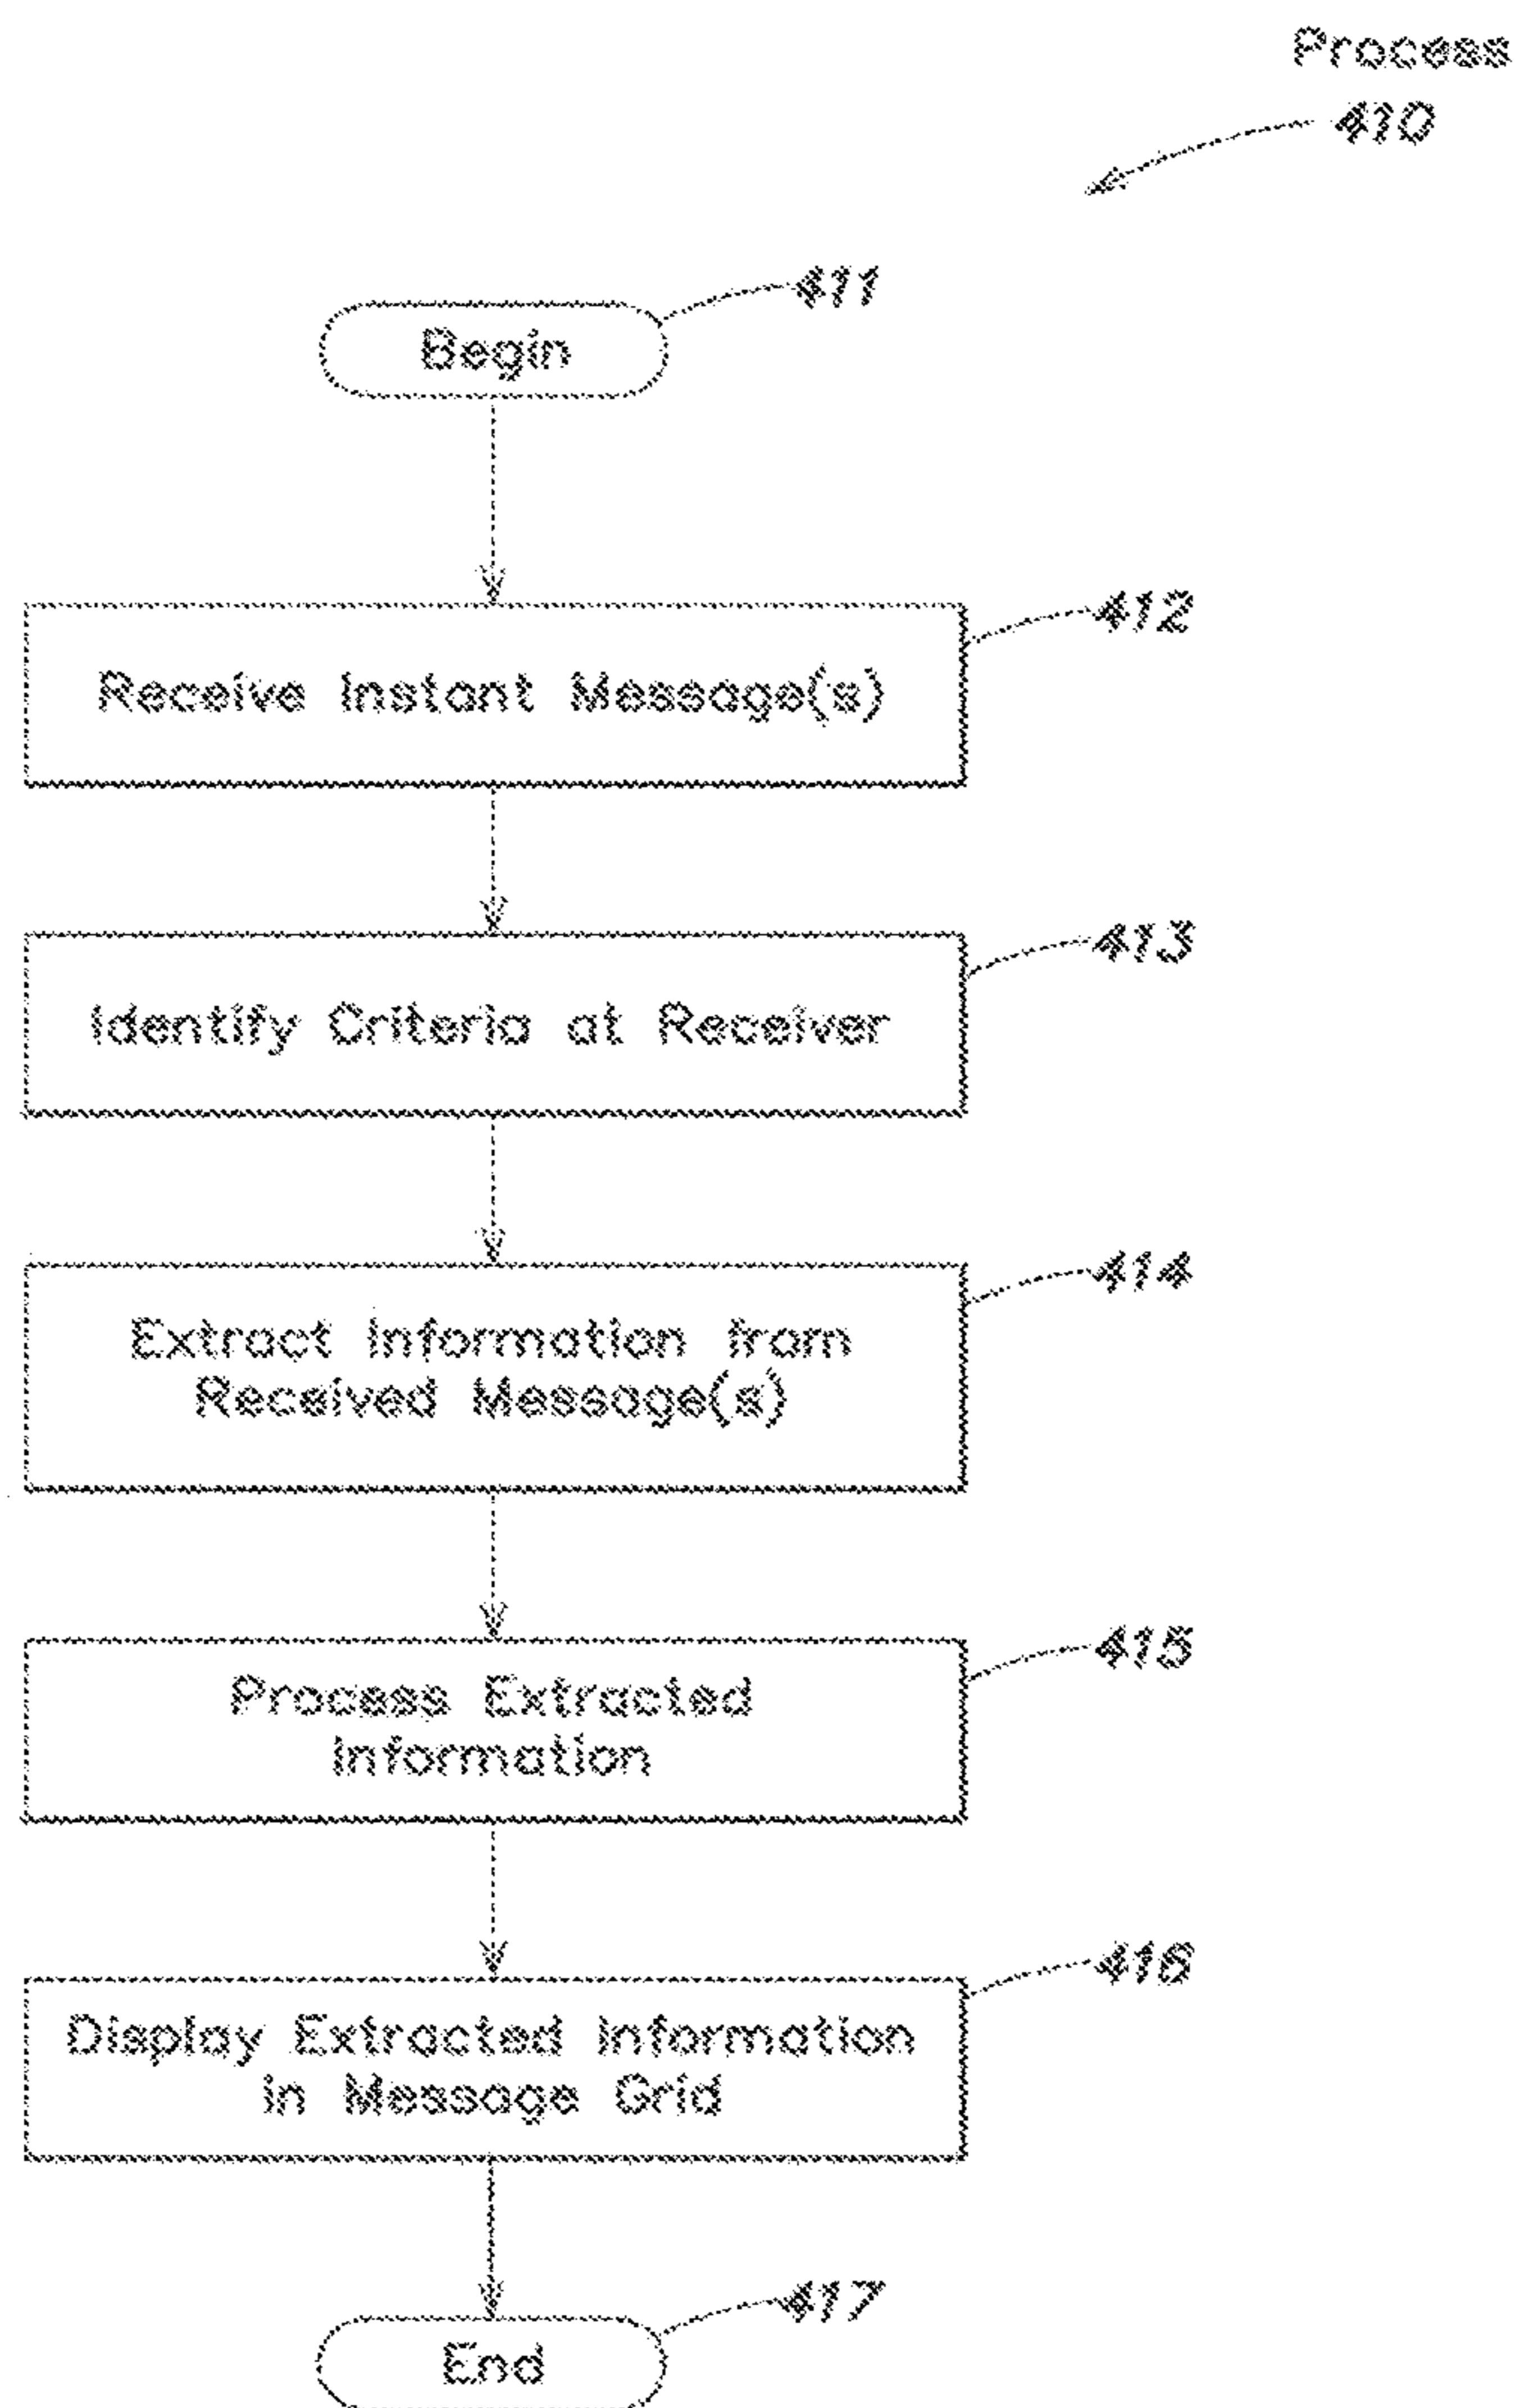 Process
410
411
Begin
412
Receive Instant Message(s)
413
Identify Criteria at Receiver
414
Extract Information from
Received Message(s)
415
Process Extracted
Information
416
Display Extracted Information
in Message Grid
417
End